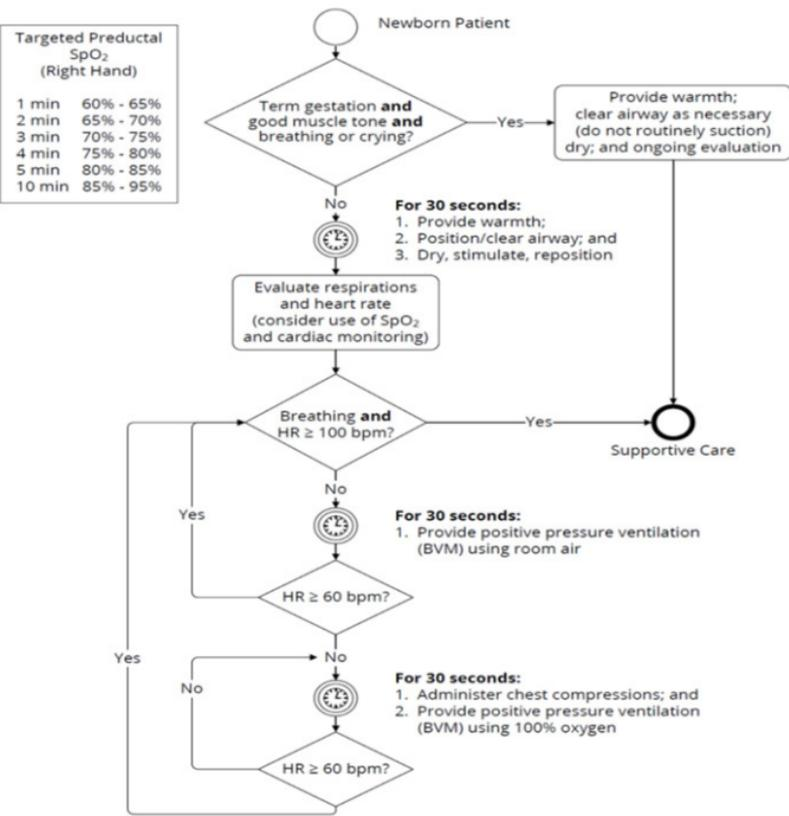 Newborn Patient
Targeted Preductal
SpO₂
(Right Hand)
1 min 60% - 65%
2 min 65% - 70%
3 min 70% - 75%
4 min 75% - 80%
5 min 80% - 85%
10 min 85% - 95%
Term gestation and
good muscle tone and
breathing or crying?
Yes
Provide warmth;
clear airway as necessary
(do not routinely suction)
dry; and ongoing evaluation
No
For 30 seconds:
1. Provide warmth;
2. Position/clear airway; and
3. Dry, stimulate, reposition
Evaluate respirations
and heart rate
(consider use of SpO₂
and cardiac monitoring)
Breathing and
HR ≥ 100 bpm?
Yes
Supportive Care
No
Yes
For 30 seconds:
1. Provide positive pressure ventilation
(BVM) using room air
HR ≥ 60 bpm?
Yes
No
No
For 30 seconds:
1. Administer chest compressions; and
2. Provide positive pressure ventilation
(BVM) using 100% oxygen
HR ≥ 60 bpm?